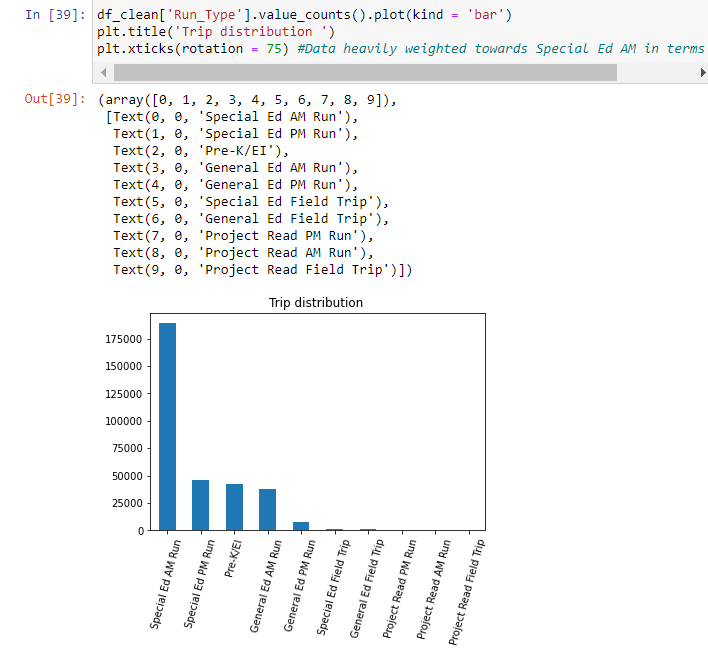 In [39]: df_clean['Run_Type'].value_counts().plot(kind = 'bar')
plt.title('Trip distribution ')
plt.xticks(rotation = 75) #Data heavily weighted towards Special Ed AM in terms
Out[39]: (array([0, 1, 2, 3, 4, 5, 6, 7, 8, 9]),
[Text(0, 0, 'Special Ed AM Run'),
Text(1, 0, 'Special Ed PM Run'),
Text(2, 0, 'Pre-K/EI'),
Text(3, 0, 'General Ed AM Run'),
Text(4, 0, 'General Ed PM Run'),
Text(5, 0, 'Special Ed Field Trip'),
Text(6, 0, 'General Ed Field Trip'),
Text(7, 0, 'Project Read PM Run'),
Text(8, 0, 'Project Read AM Run'),
Text(9, 0, 'Project Read Field Trip')])
Trip distribution
175000
150000
125000
100000
75000
50000
25000
0
Special Ed AM Run
Special Ed PM Run
Pre-K/EI
General Ed AM Run
General Ed PM Run
Special Ed Field Trip
General Ed Field Trip
Project Read PM Run
Project Read AM Run
Project Read Field Trip